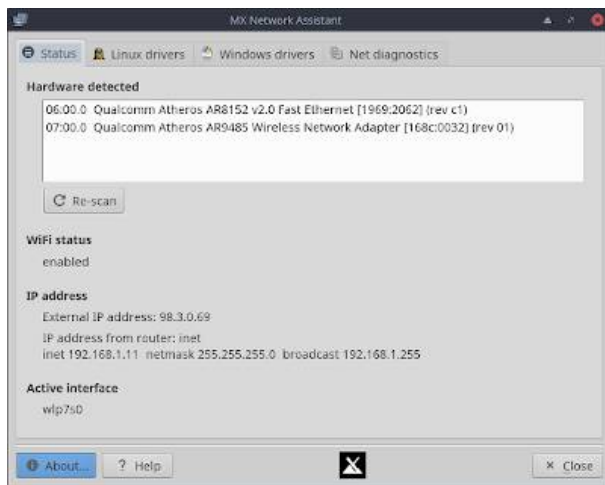 MX Network Assistant
Status Linux drivers Windows drivers Net diagnostics
Hardware detected
06:00.0 Qualcomm Atheros AR8152 v2.0 Fast Ethernet [1969:2062] (rev c1)
07:00.0 Qualcomm Atheros AR9485 Wireless Network Adapter [168c:0032] (rev 01)
Re-scan
WiFi status
enabled
IP address
External IP address: 98.3.0.69
IP address from router: inet
inet 192.168.1.11 netmask 255.255.255.0 broadcast 192.168.1.255
Active interface
wlp7s0
About... ? Help Close